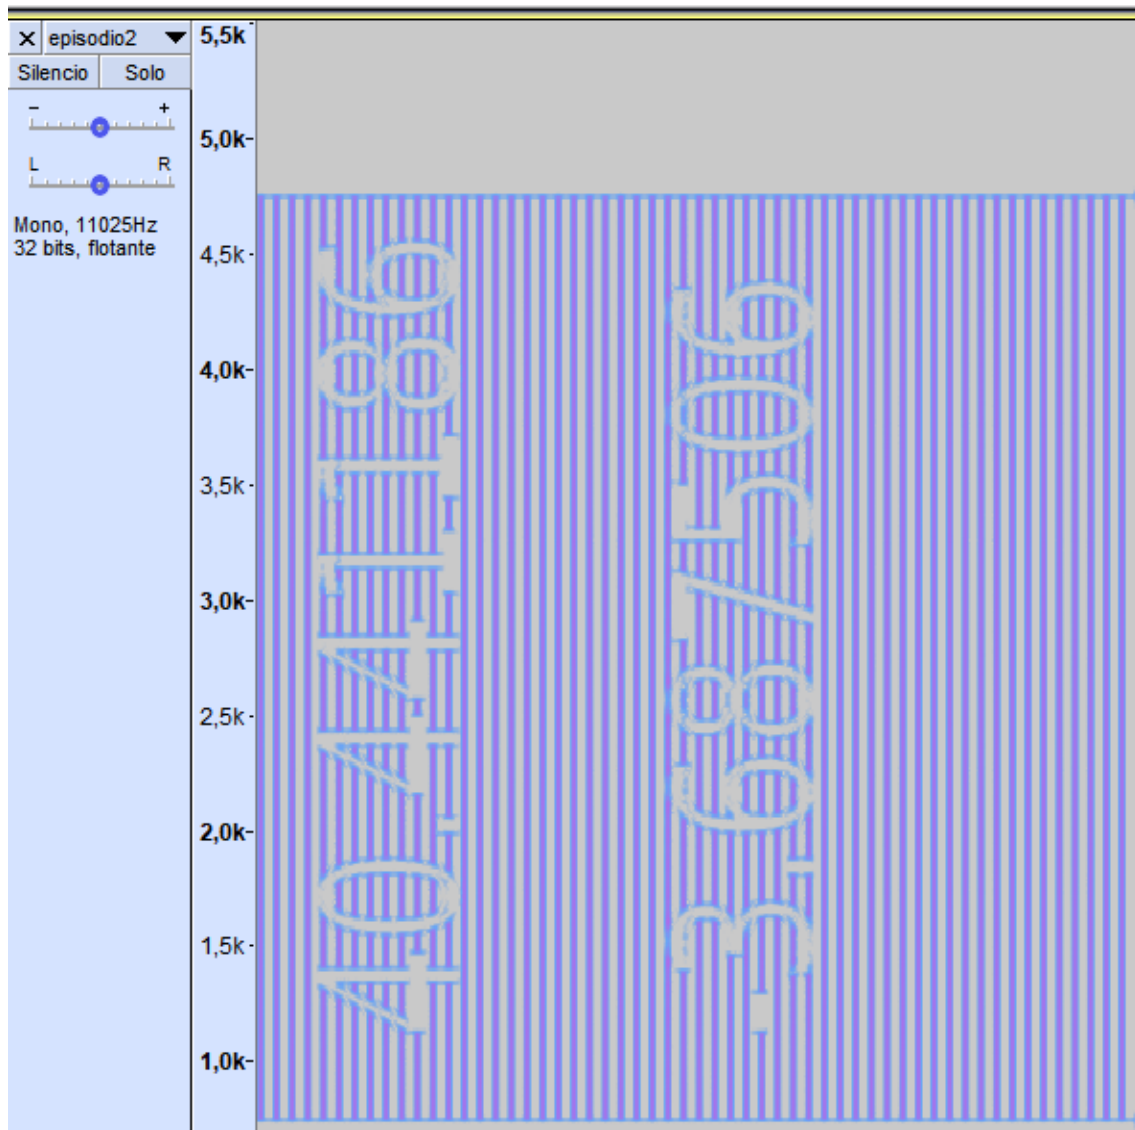 episodio2
5,5k
Silencio Solo
- +
5,0k
L R
Mono, 11025Hz
32 bits, flotante
4,5k
4,0k
3,5k
3,0k
2,5k
2,0k
1,5k
1,0k
40.441186
-3.687506